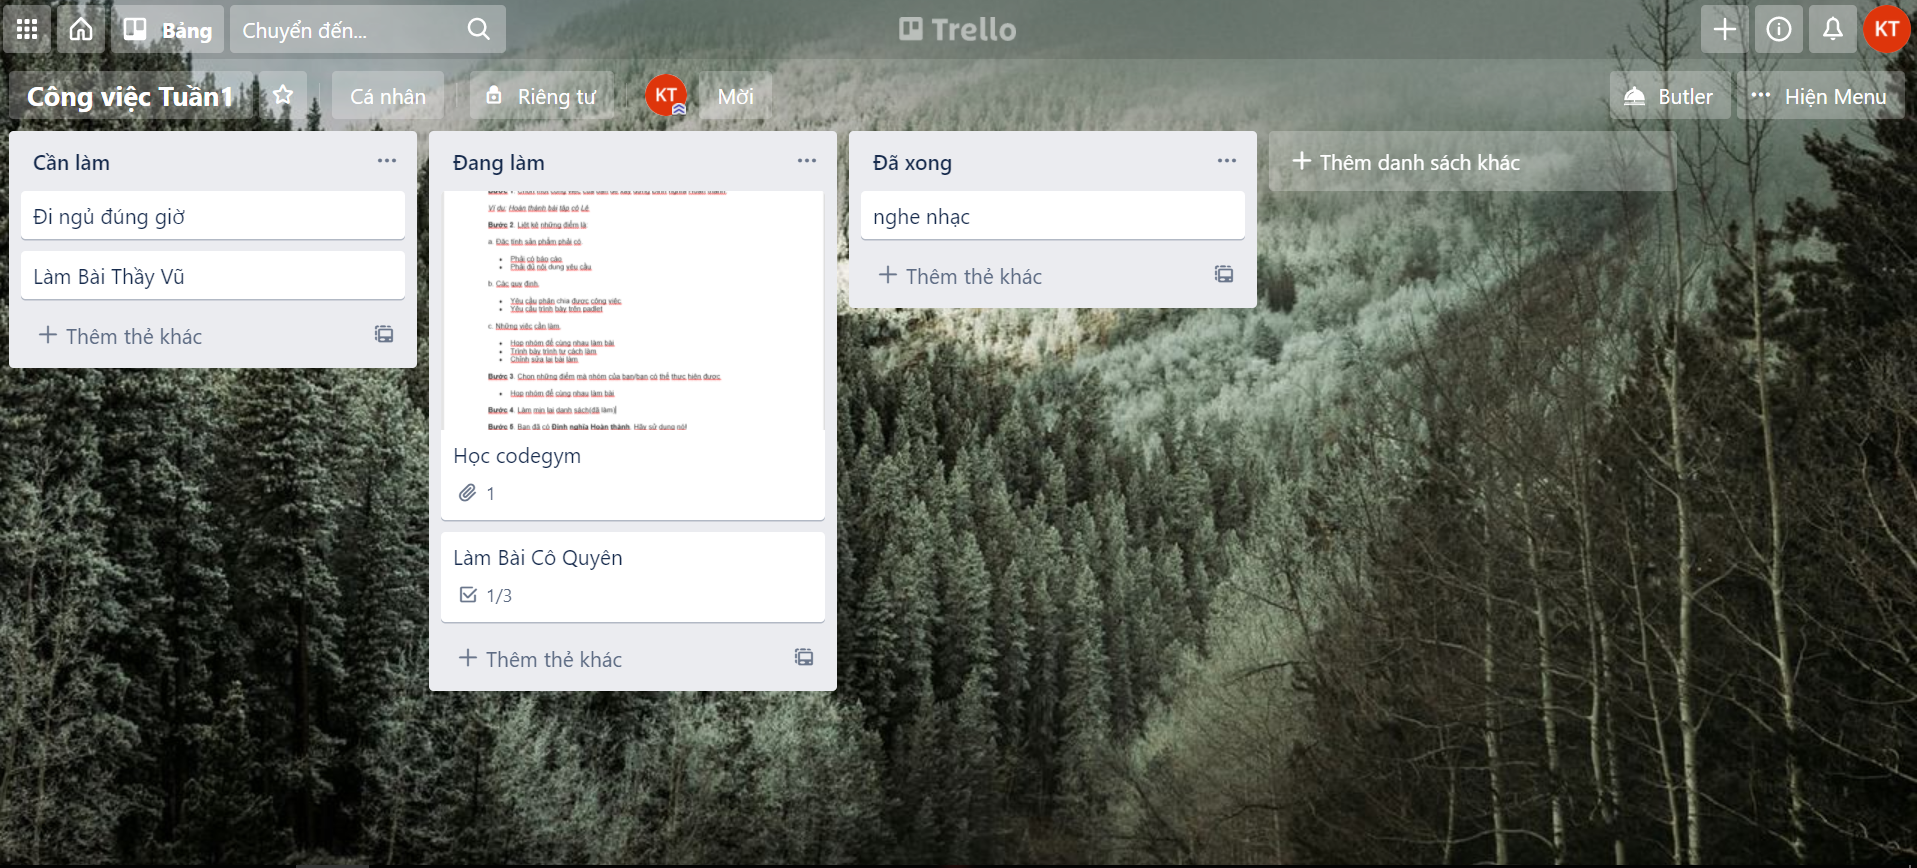 Bảng
Chuyển đến...
Trello
KT
Công việc Tuần1
Cá nhân
Riêng tư
KT
Mời
Butler
Hiện Menu
Cần làm
Đi ngủ đúng giờ
Làm Bài Thầy Vũ
Thêm thẻ khác
Đang làm
Ví dụ: Hoàn thành bài tập cô Lê
Bước 2. Liệt kê những điểm là
a. Đặc tính sản phẩm phải có.
Phải có báo cáo
Phải đủ nội dung yêu cầu
b. Các quy định.
Yêu cầu phân chia được công việc
Yêu cầu trình bày trên padlet
c. Những việc cần làm.
Họp nhóm để cùng nhau làm bài
Trình bày trình tự cách làm
Chỉnh sửa lại bài làm
Bước 3. Chọn những điểm mà nhóm của bạn/bạn có thể thực hiện được.
Họp nhóm để cùng nhau làm bài
Bước 4. Làm mịn lại danh sách(đã làm)
Bước 5. Bạn đã có Định nghĩa Hoàn thành. Hãy sử dụng nó!
Học codegym
1
Làm Bài Cô Quyên
1/3
Thêm thẻ khác
Đã xong
nghe nhạc
Thêm thẻ khác
Thêm danh sách khác